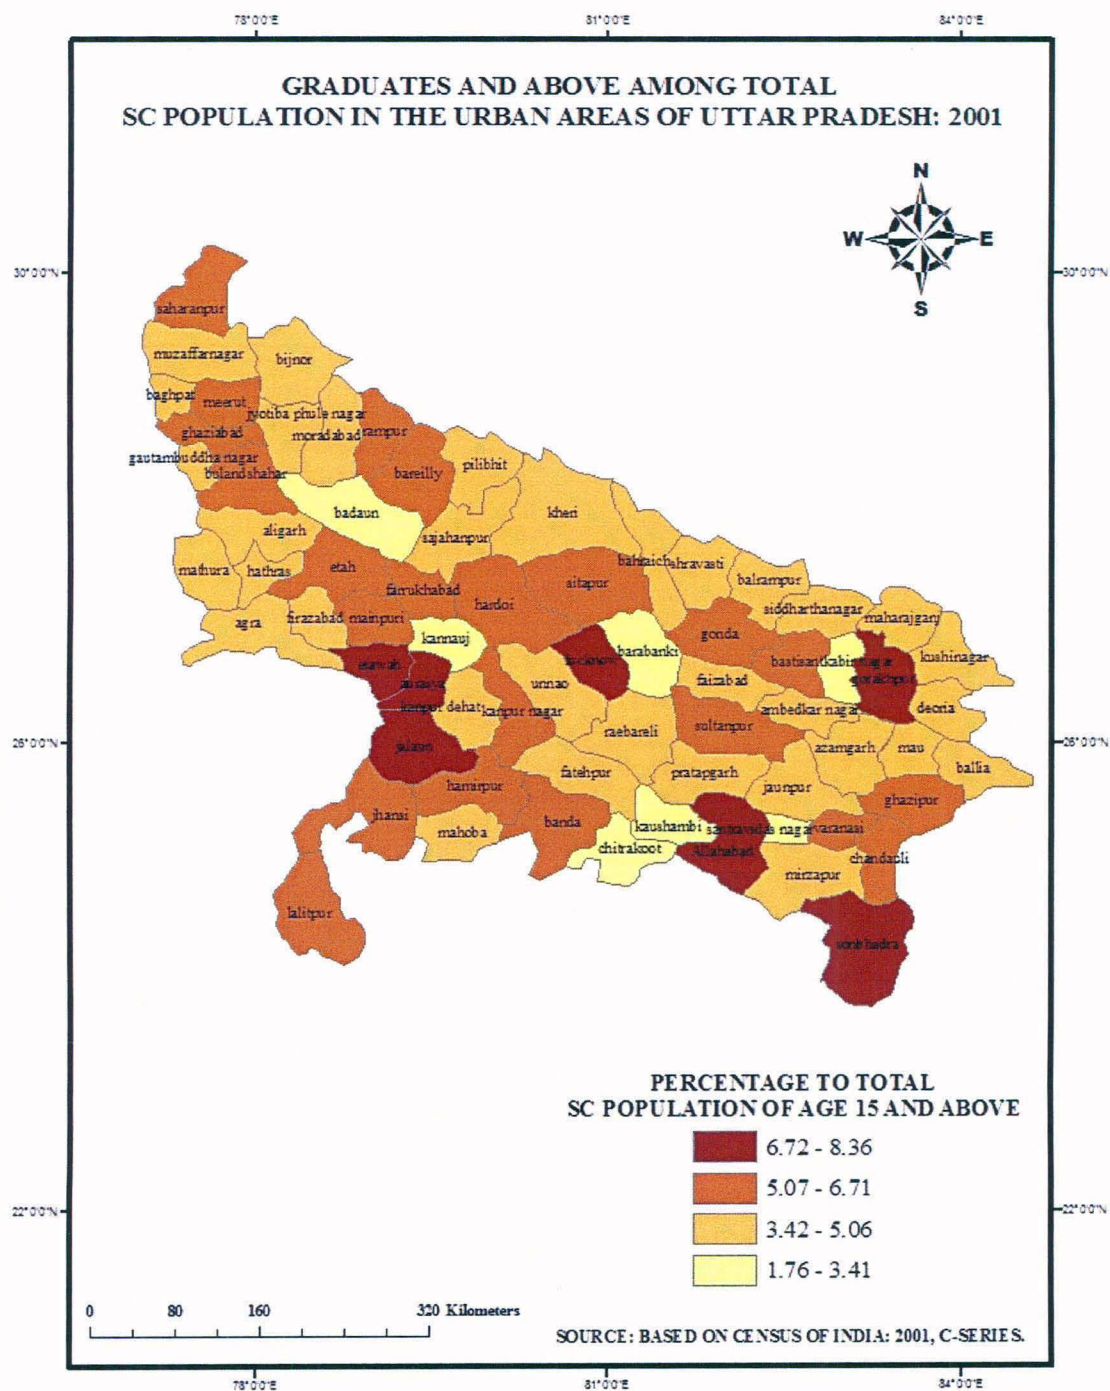 78°0'0"E 81°0'0"E 84°0'0"E
GRADUATES AND ABOVE AMONG TOTAL
SC POPULATION IN THE URBAN AREAS OF UTTAR PRADESH: 2001
N
W E
S
30°0'0"N 30°0'0"N
saharanpur
muzaffarnagar
bijnor
baghpat
meerut
jyotiba phule nagar
ghaziabad
moradabad
rampur
gautambuddha nagar
bulandshahar
bareilly
pilibhit
badaun
kheri
aligarh
sajahanpur
mathura
hathras
etah
farrukhabad
hardoi
sitapur
bahraich
shravasti
balrampur
siddharthanagar
maharajganj
agra
firazabad
mainpuri
kannauj
gonda
kushinagar
etawah
auraiya
lucknow
barabanki
basti
santkabir nagar
gorakhpur
unnao
faizabad
kanpur dehat
kanpur nagar
ambedkar nagar
deoria
26°0'0"N 26°0'0"N
jalaun
raebareli
sultanpur
azamgarh
mau
ballia
fatehpur
pratapgarh
jaunpur
hamirpur
ghazipur
jhansi
mahoba
banda
kaushambi
santravidas nagar
varanasi
chitrakoot
Allahabad
chandauli
mirzapur
lalitpur
sonbhadra
PERCENTAGE TO TOTAL
SC POPULATION OF AGE 15 AND ABOVE
6.72 - 8.36
5.07 - 6.71
3.42 - 5.06
1.76 - 3.41
22°0'0"N 22°0'0"N
0 80 160 320 Kilometers
SOURCE: BASED ON CENSUS OF INDIA: 2001, C-SERIES.
78°0'0"E 81°0'0"E 84°0'0"E